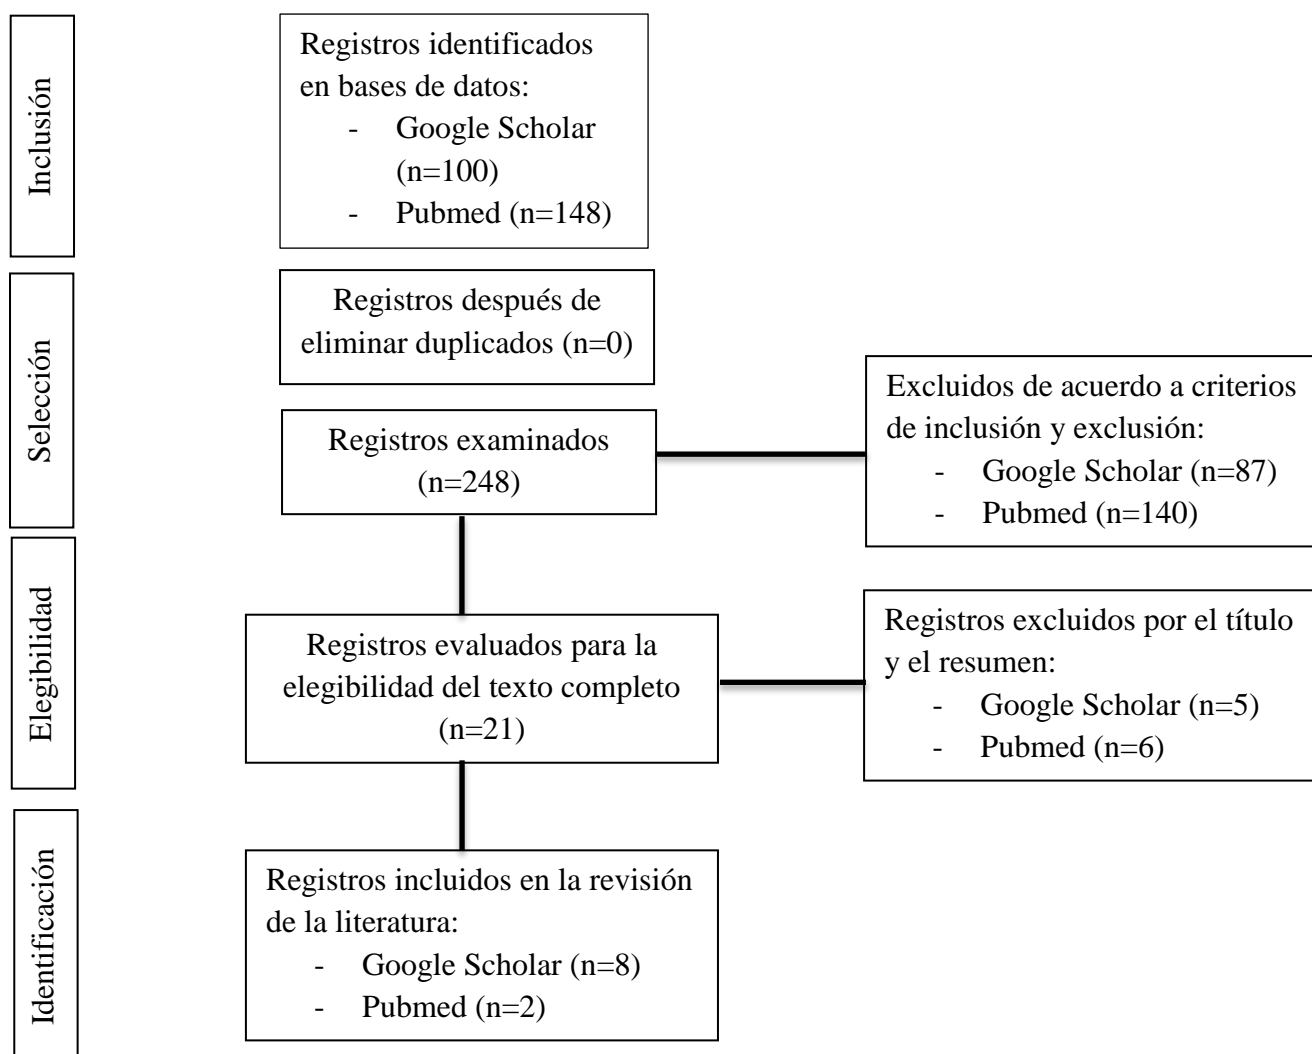 Inclusión
Registros identificados
en bases de datos:
- Google Scholar
(n=100)
- Pubmed (n=148)
Selección
Registros después de
eliminar duplicados (n=0)
Registros examinados
(n=248)
Excluidos de acuerdo a criterios
de inclusión y exclusión:
- Google Scholar (n=87)
- Pubmed (n=140)
Elegibilidad
Registros evaluados para la
elegibilidad del texto completo
(n=21)
Registros excluidos por el título
y el resumen:
- Google Scholar (n=5)
- Pubmed (n=6)
Identificación
Registros incluidos en la revisión
de la literatura:
- Google Scholar (n=8)
- Pubmed (n=2)